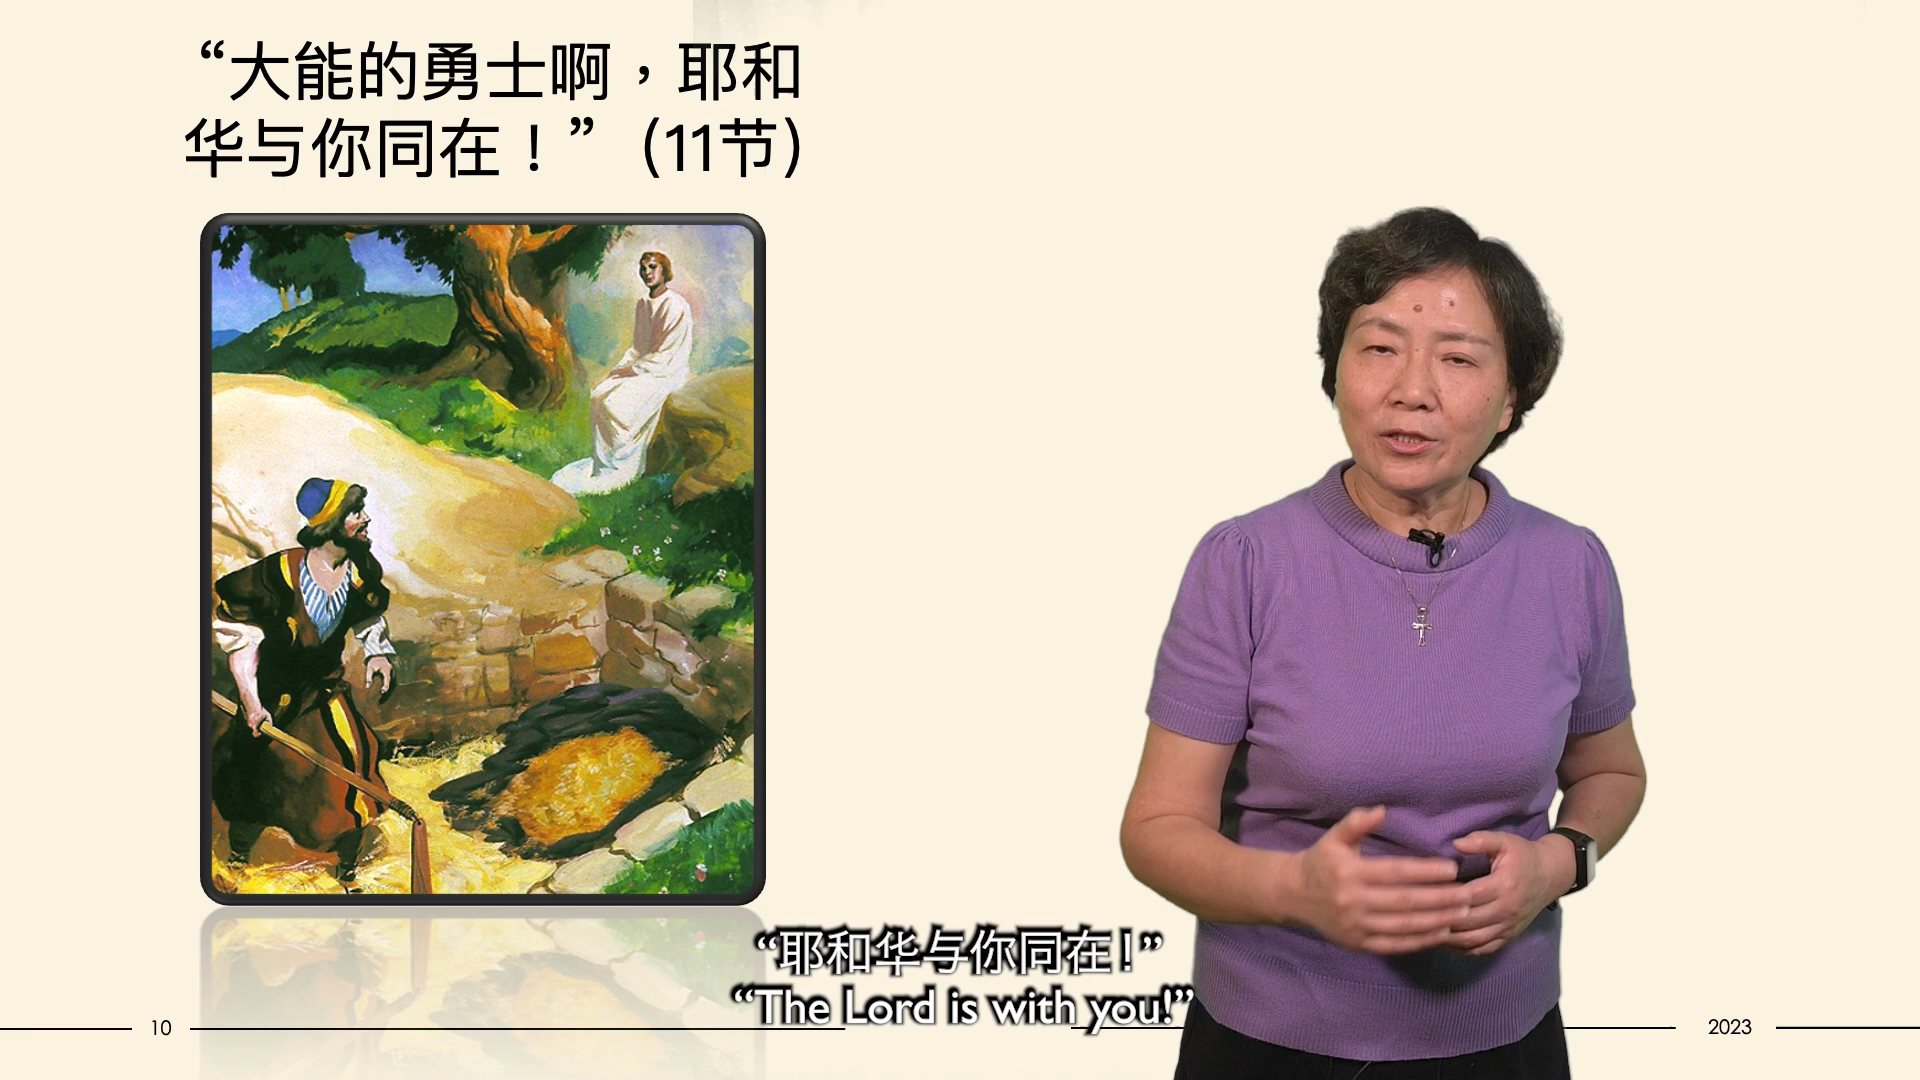 “大能的勇士啊，耶和
华与你同在！”(11节)
“耶和华与你同在！”
“The Lord is with you!”
10
2023